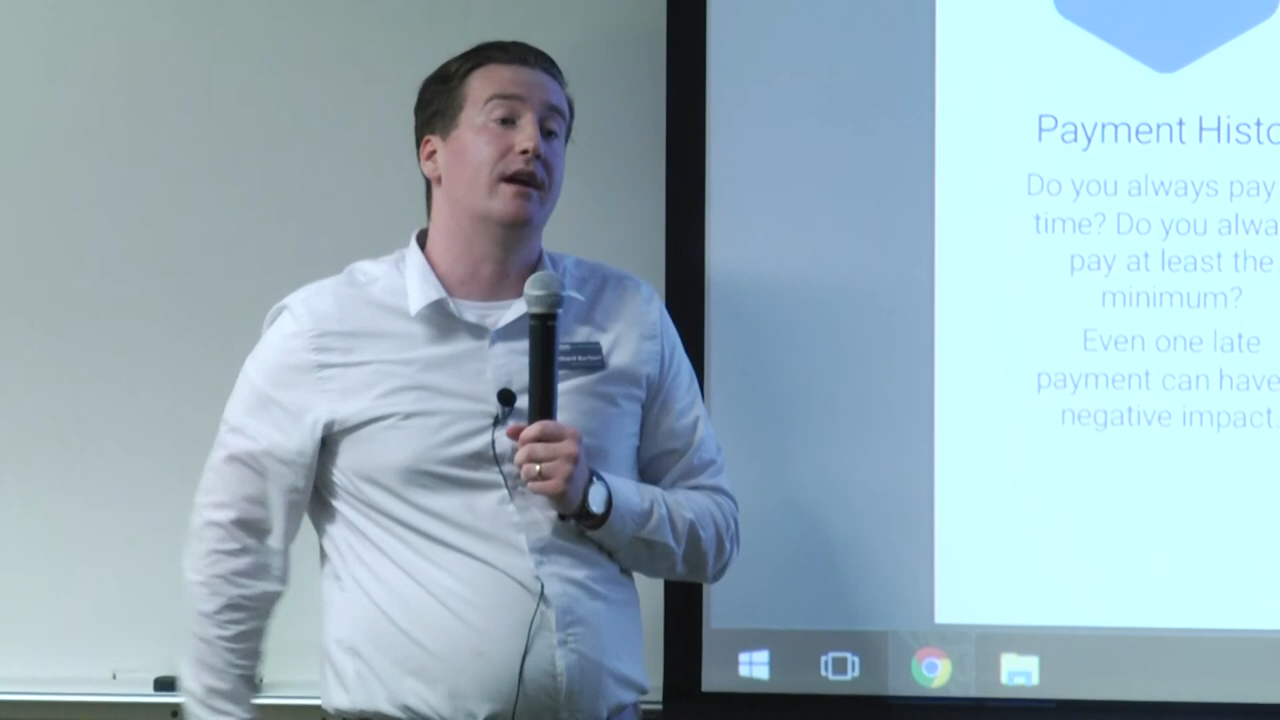 Payment Histo
Do you always pay
time? Do you alwa
pay at least the
minimum?
Even one late
payment can have
negative impact.